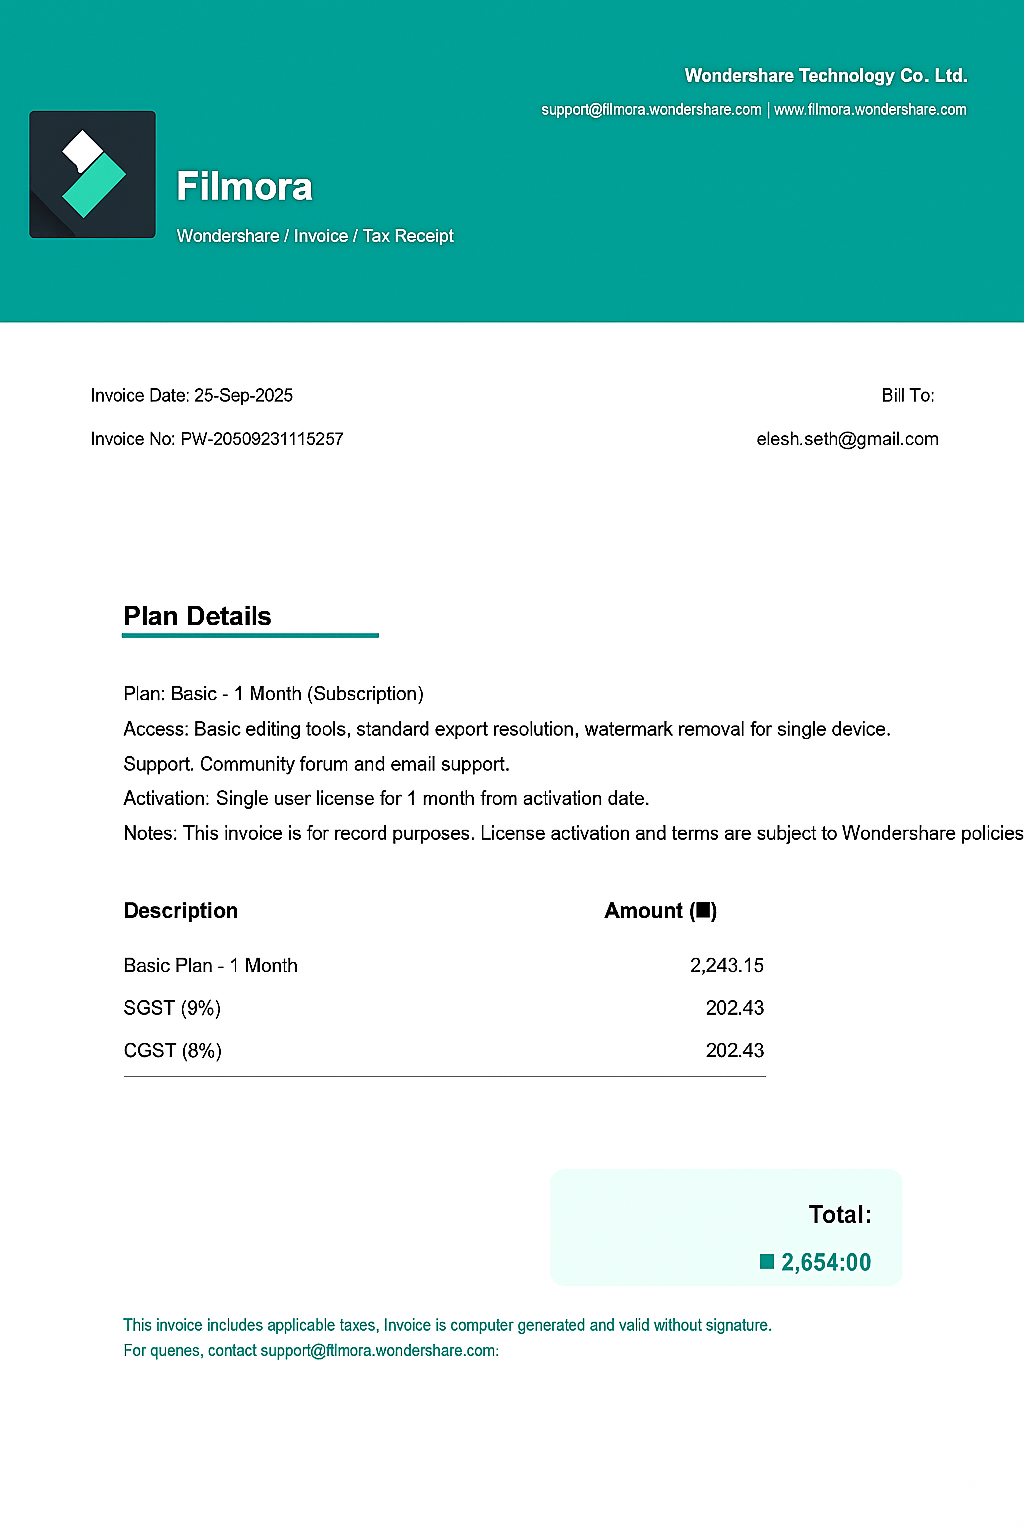 Wondershare Technology Co. Ltd.
support@filmora.wondershare.com | www.filmora.wondershare.com
Filmora
Wondershare / Invoice / Tax Receipt
Invoice Date: 25-Sep-2025
Bill To:
Invoice No: PW-20509231115257
elesh.seth@gmail.com
Plan Details
Plan: Basic - 1 Month (Subscription)
Access: Basic editing tools, standard export resolution, watermark removal for single device.
Support. Community forum and email support.
Activation: Single user license for 1 month from activation date.
Notes: This invoice is for record purposes. License activation and terms are subject to Wondershare policies
Description Amount (■)
Basic Plan - 1 Month 2,243.15
SGST (9%) 202.43
CGST (8%) 202.43
Total:
■ 2,654:00
This invoice includes applicable taxes, Invoice is computer generated and valid without signature.
For quenes, contact support@ftlmora.wondershare.com: